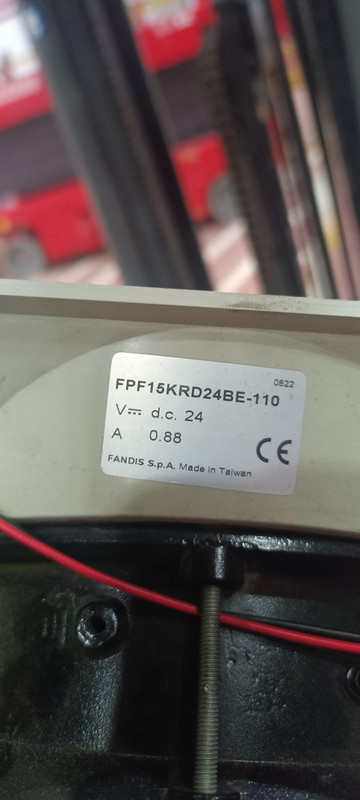 0622
FPF15KRD24BE-110
V⎓ d.c. 24
A 0.88
CE
FANDIS S.p.A. Made in Taiwan